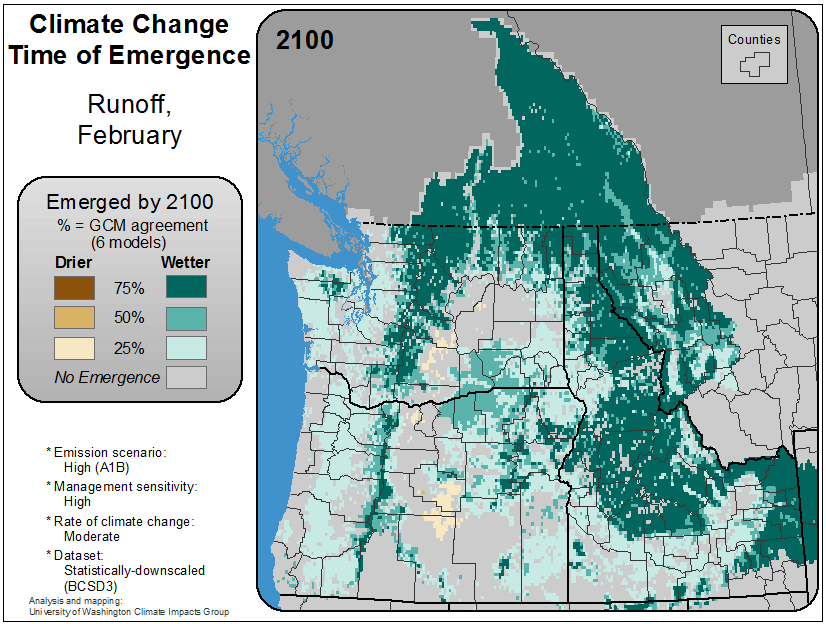 Climate Change
Time of Emergence
Runoff,
February
Emerged by 2100
% = GCM agreement
(6 models)
Drier Wetter
75%
50%
25%
No Emergence
* Emission scenario:
High (A1B)
* Management sensitivity:
High
* Rate of climate change:
Moderate
* Dataset:
Statistically-downscaled
(BCSD3)
Analysis and mapping:
University of Washington Climate Impacts Group
2100
Counties